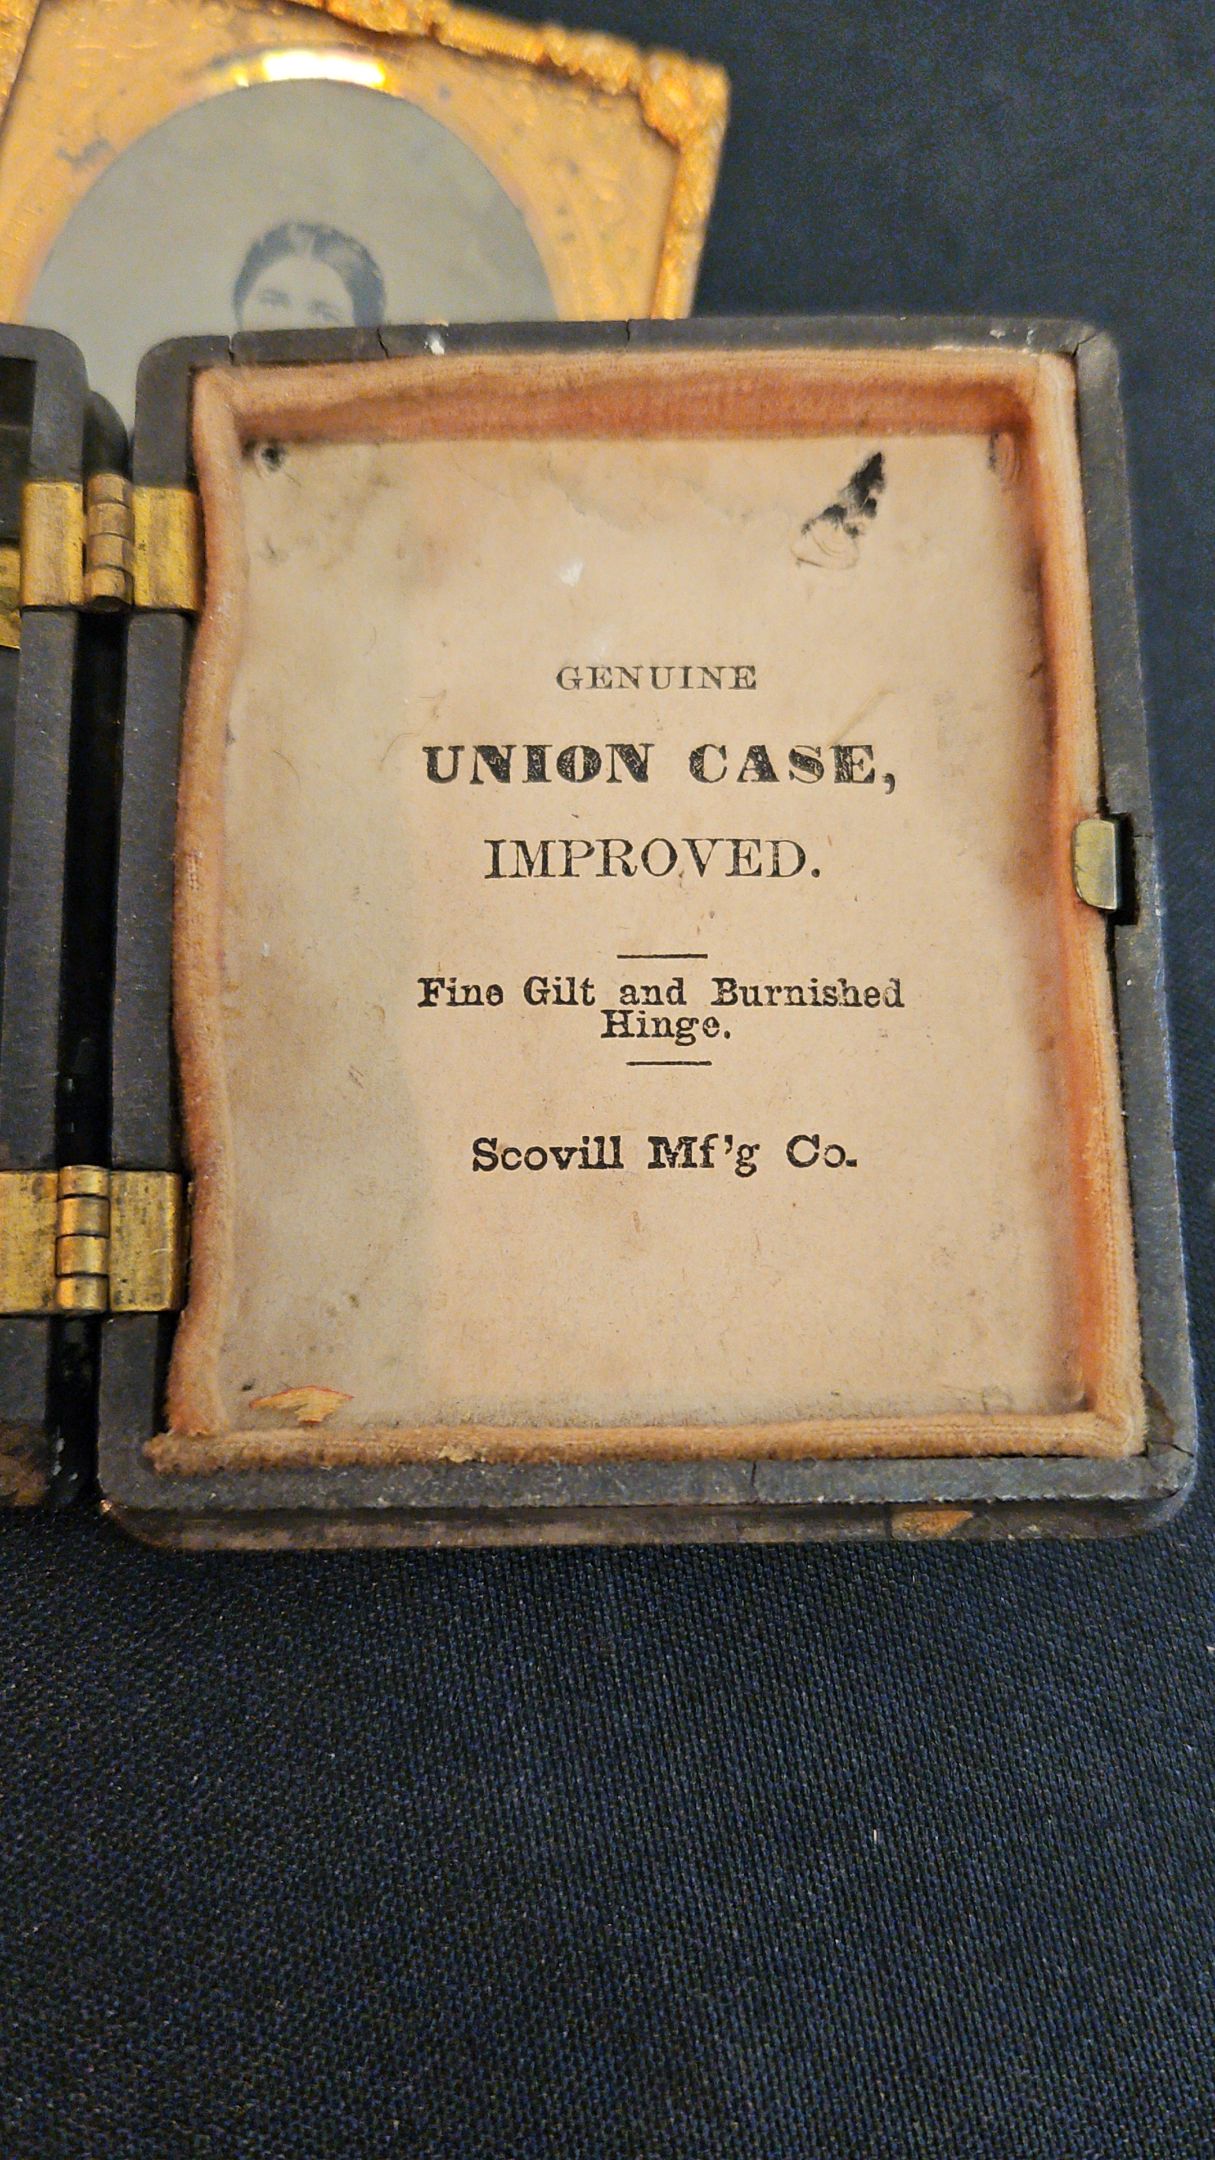 GENUINE
UNION CASE,
IMPROVED.
Fine Gilt and Burnished
Hinge.
Scovill Mf'g Co.